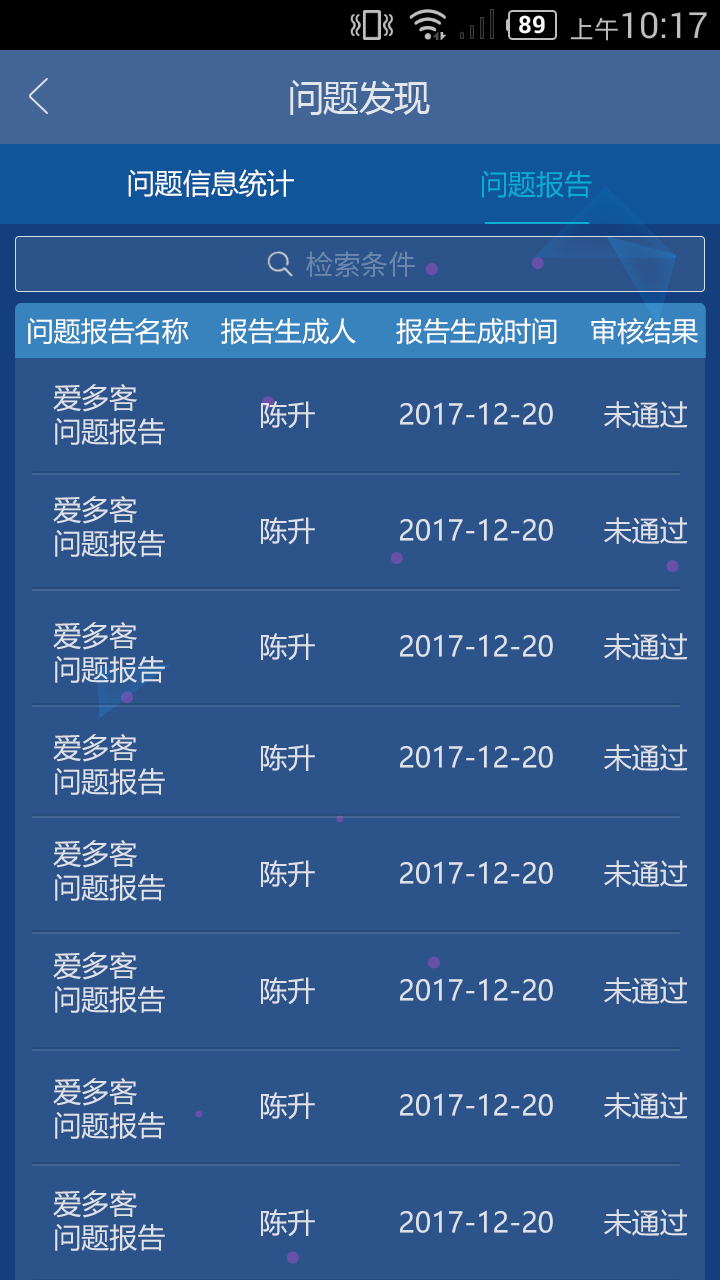 89 上午10:17
问题发现
问题信息统计 问题报告
检索条件
问题报告名称 报告生成人 报告生成时间 审核结果
爱多客
问题报告 陈升 2017-12-20 未通过
爱多客
问题报告 陈升 2017-12-20 未通过
爱多客
问题报告 陈升 2017-12-20 未通过
爱多客
问题报告 陈升 2017-12-20 未通过
爱多客
问题报告 陈升 2017-12-20 未通过
爱多客
问题报告 陈升 2017-12-20 未通过
爱多客
问题报告 陈升 2017-12-20 未通过
爱多客
问题报告 陈升 2017-12-20 未通过